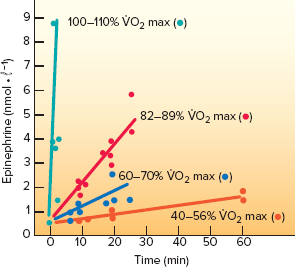 9
100–110% V̇O₂ max (●)
8
7
6
5
82–89% V̇O₂ max (●)
4
3
60–70% V̇O₂ max (●)
2
1
40–56% V̇O₂ max (●)
0
Epinephrine (nmol • ℓ⁻¹)
0 10 20 30 40 50 60 70
Time (min)